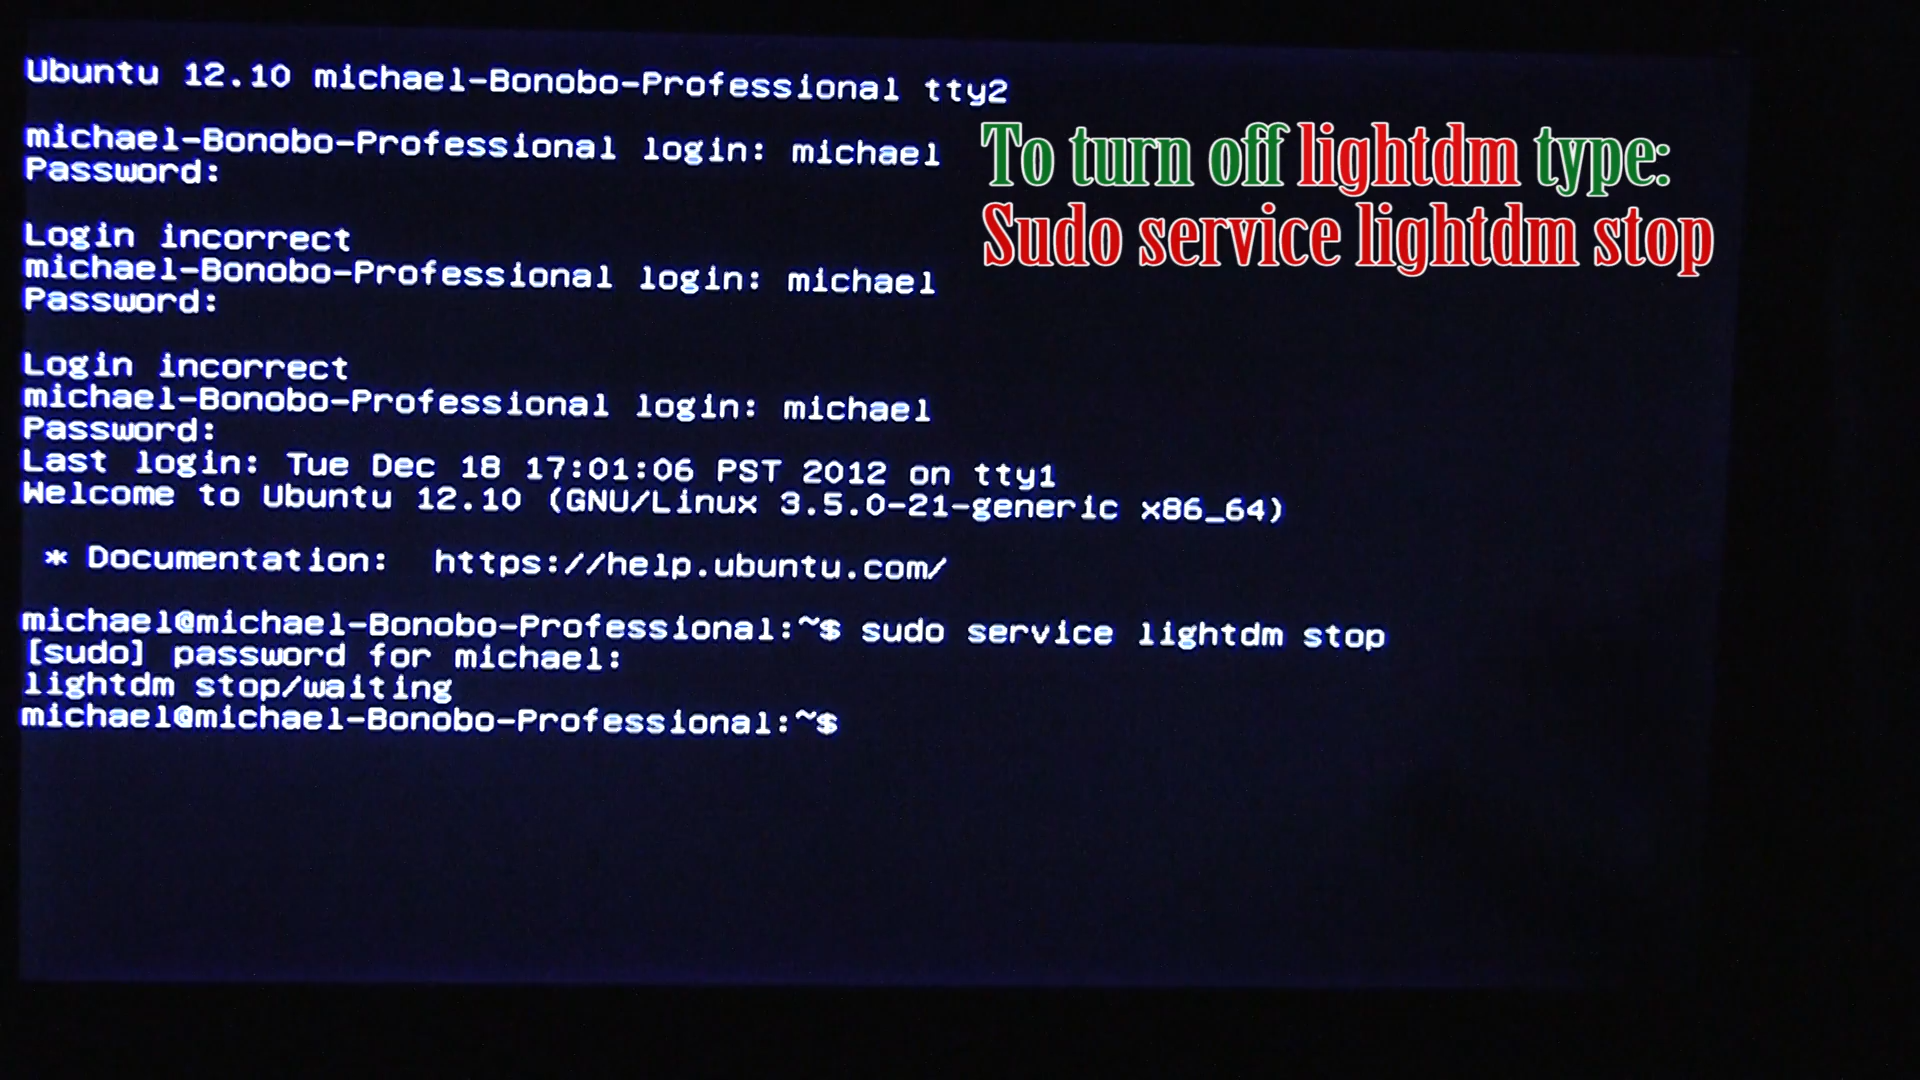 Ubuntu 12.10 michael-Bonobo-Professional tty2
michael-Bonobo-Professional login: michael
Password:
To turn off lightdm type:
Sudo service lightdm stop
Login incorrect
michael-Bonobo-Professional login: michael
Password:
Login incorrect
michael-Bonobo-Professional login: michael
Password:
Last login: Tue Dec 18 17:01:06 PST 2012 on tty1
Welcome to Ubuntu 12.10 (GNU/Linux 3.5.0-21-generic x86_64)
* Documentation:  https://help.ubuntu.com/
michael@michael-Bonobo-Professional:~$ sudo service lightdm stop
[sudo] password for michael:
lightdm stop/waiting
michael@michael-Bonobo-Professional:~$